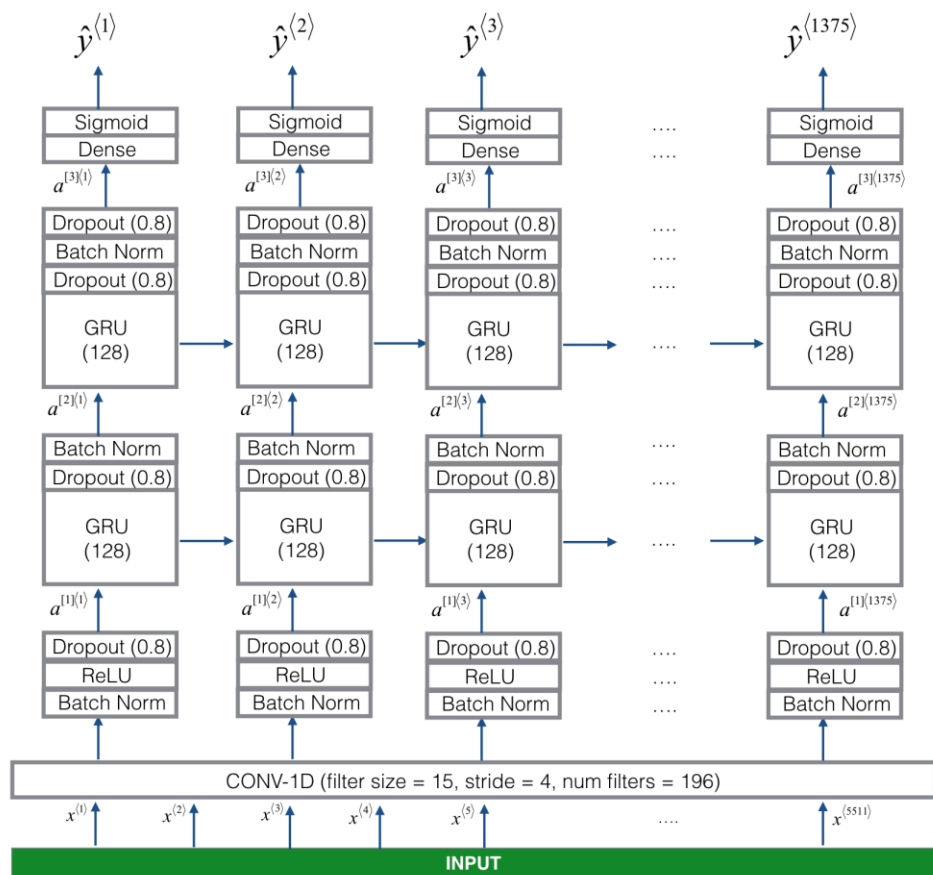 ŷ⟨1⟩ ŷ⟨2⟩ ŷ⟨3⟩ ŷ⟨1375⟩
Sigmoid Sigmoid Sigmoid .... Sigmoid
Dense Dense Dense .... Dense
a[3]⟨1⟩ a[3]⟨2⟩ a[3]⟨3⟩ a[3]⟨1375⟩
Dropout (0.8) Dropout (0.8) Dropout (0.8) .... Dropout (0.8)
Batch Norm Batch Norm Batch Norm .... Batch Norm
Dropout (0.8) Dropout (0.8) Dropout (0.8) .... Dropout (0.8)
GRU GRU GRU .... GRU
(128) (128) (128) (128)
a[2]⟨1⟩ a[2]⟨2⟩ a[2]⟨3⟩ a[2]⟨1375⟩
Batch Norm Batch Norm Batch Norm .... Batch Norm
Dropout (0.8) Dropout (0.8) Dropout (0.8) .... Dropout (0.8)
GRU GRU GRU .... GRU
(128) (128) (128) (128)
a[1]⟨1⟩ a[1]⟨2⟩ a[1]⟨3⟩ a[1]⟨1375⟩
Dropout (0.8) Dropout (0.8) Dropout (0.8) .... Dropout (0.8)
ReLU ReLU ReLU .... ReLU
Batch Norm Batch Norm Batch Norm .... Batch Norm
CONV-1D (filter size = 15, stride = 4, num filters = 196)
x⟨1⟩ x⟨2⟩ x⟨3⟩ x⟨4⟩ x⟨5⟩ .... x⟨5511⟩
INPUT